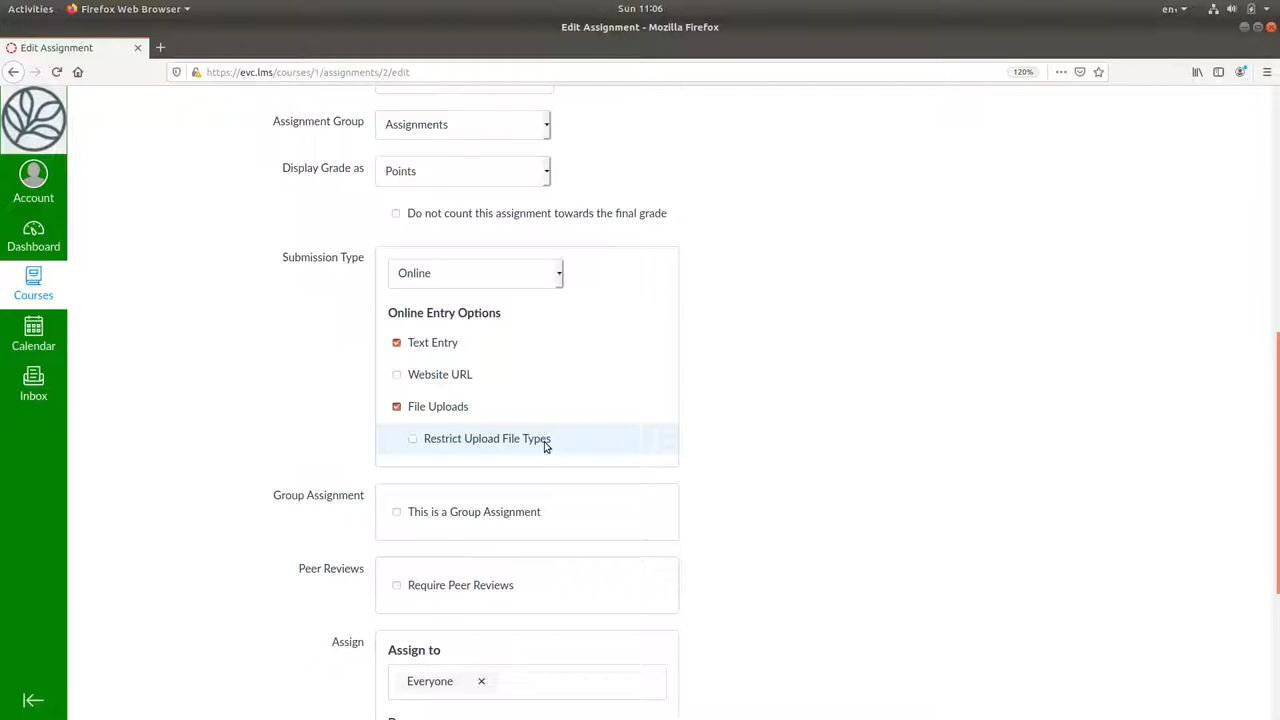 Activities Firefox Web Browser Sun 11:06 en
Edit Assignment - Mozilla Firefox
Edit Assignment
https://evc.lms/courses/1/assignments/2/edit 120%
Assignment Group Assignments
Account
Display Grade as Points
Do not count this assignment towards the final grade
Dashboard
Submission Type Online
Courses
Online Entry Options
Calendar
Text Entry
Website URL
Inbox
File Uploads
Restrict Upload File Types
Group Assignment
This is a Group Assignment
Peer Reviews
Require Peer Reviews
Assign
Assign to
Everyone